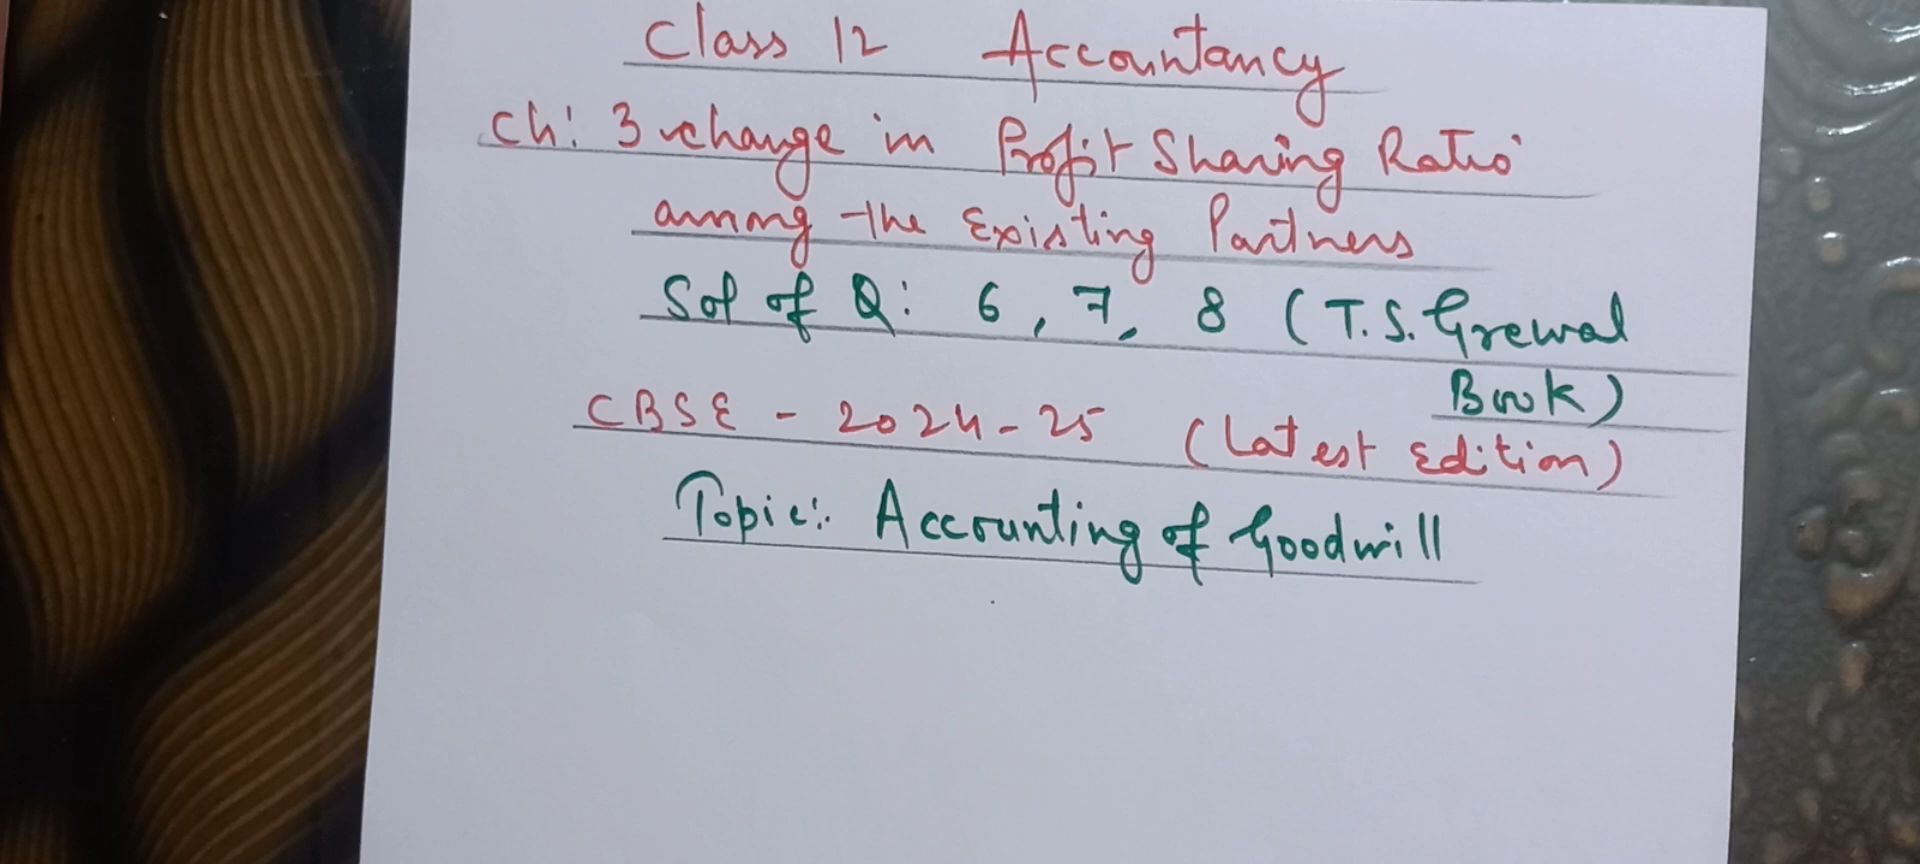 Class 12 Accountancy
Ch: 3 change in Profit Sharing Ratio
among the Existing Partners
Sol of Q: 6, 7, 8 (T.S. Grewal
Book)
CBSE - 2024-25 (Latest Edition)
Topic:. Accounting of Goodwill